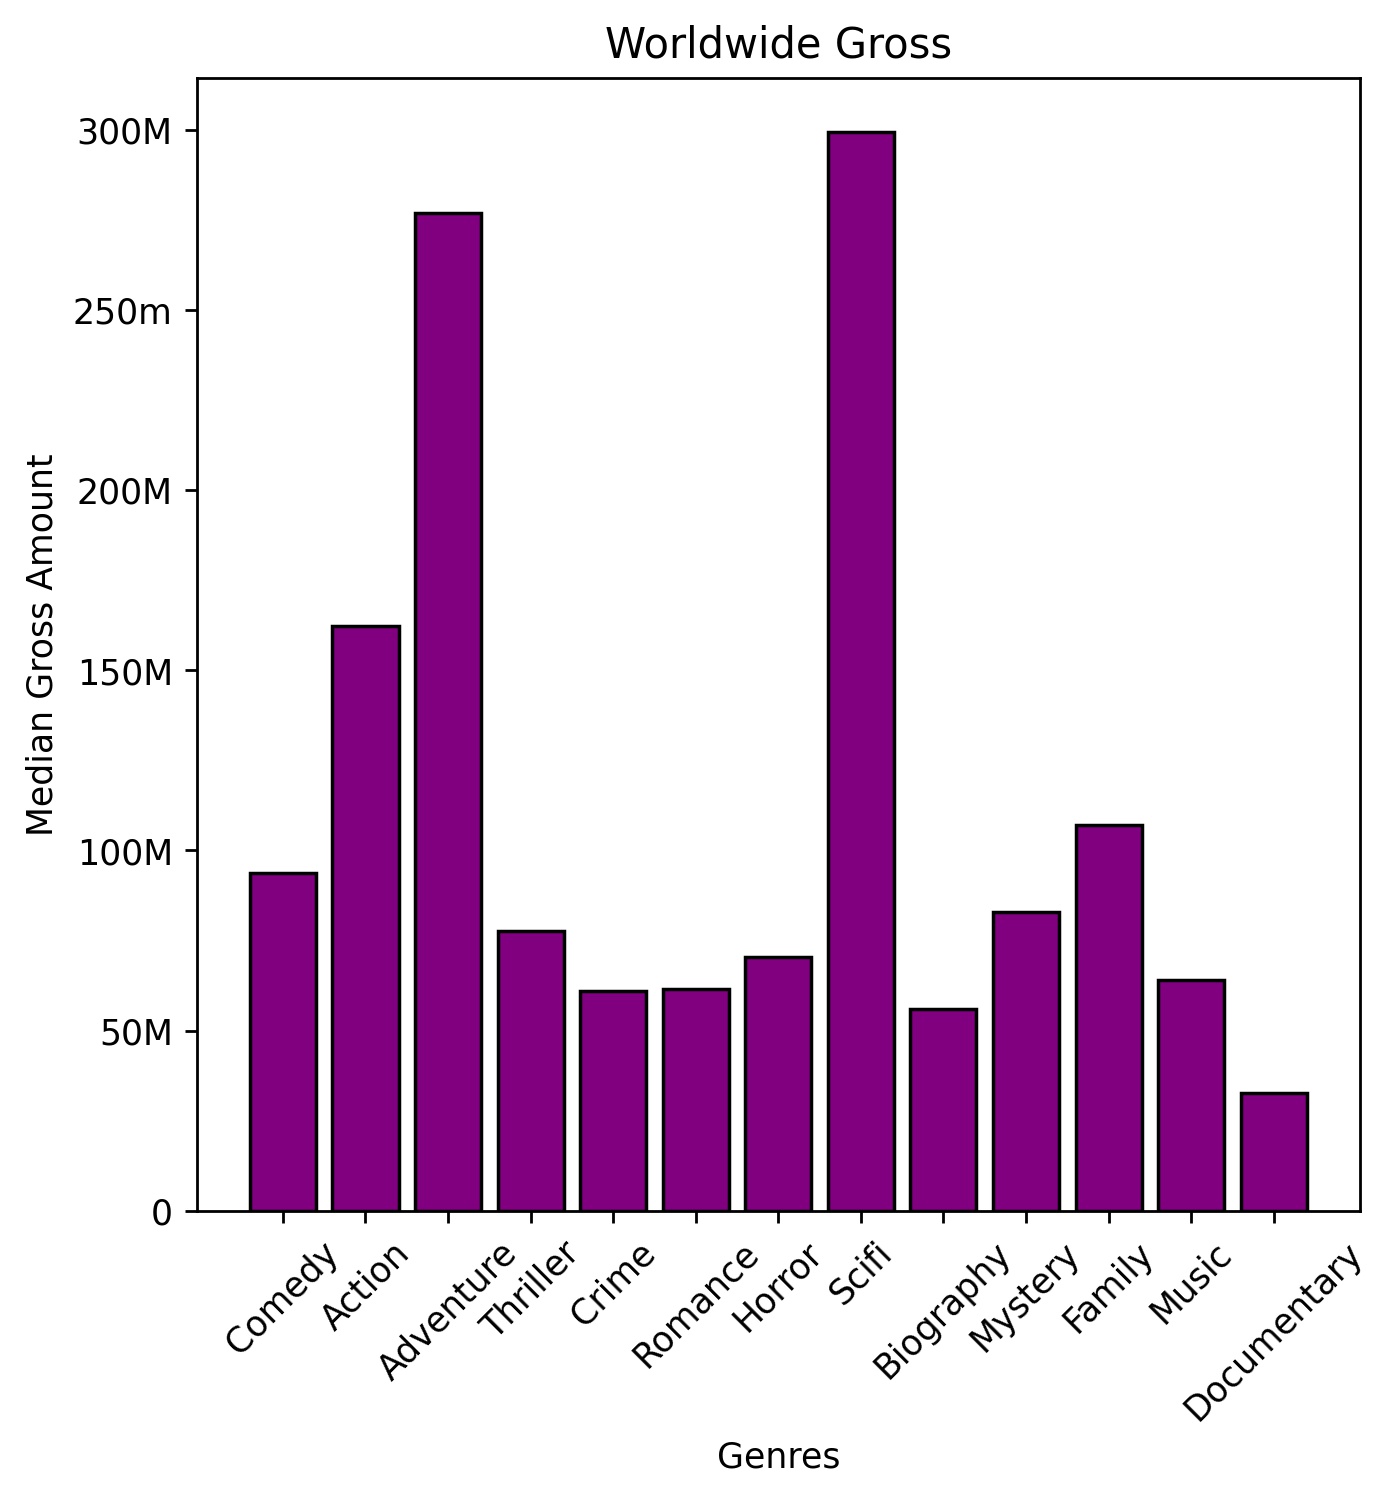 Worldwide Gross
Median Gross Amount
300M
250m
200M
150M
100M
50M
0
Comedy
Action
Adventure
Thriller
Crime
Romance
Horror
Scifi
Biography
Mystery
Family
Music
Documentary
Genres